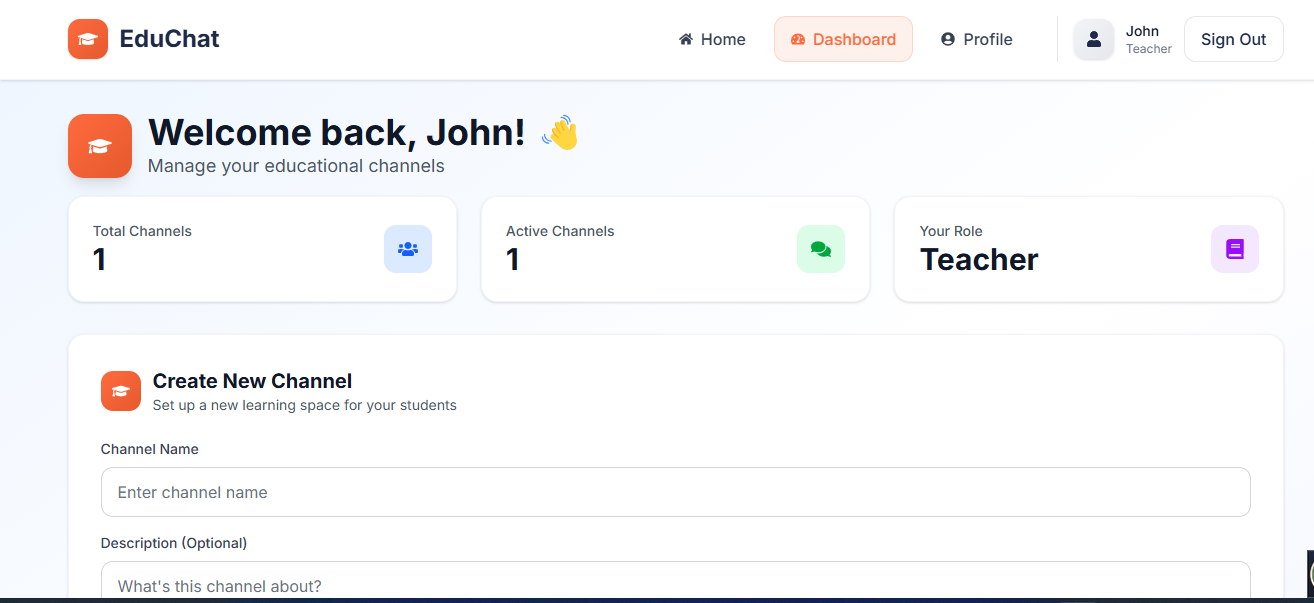 EduChat
Home
Dashboard
Profile
John
Teacher
Sign Out
Welcome back, John! 👋
Manage your educational channels
Total Channels
1
Active Channels
1
Your Role
Teacher
Create New Channel
Set up a new learning space for your students
Channel Name
Enter channel name
Description (Optional)
What's this channel about?